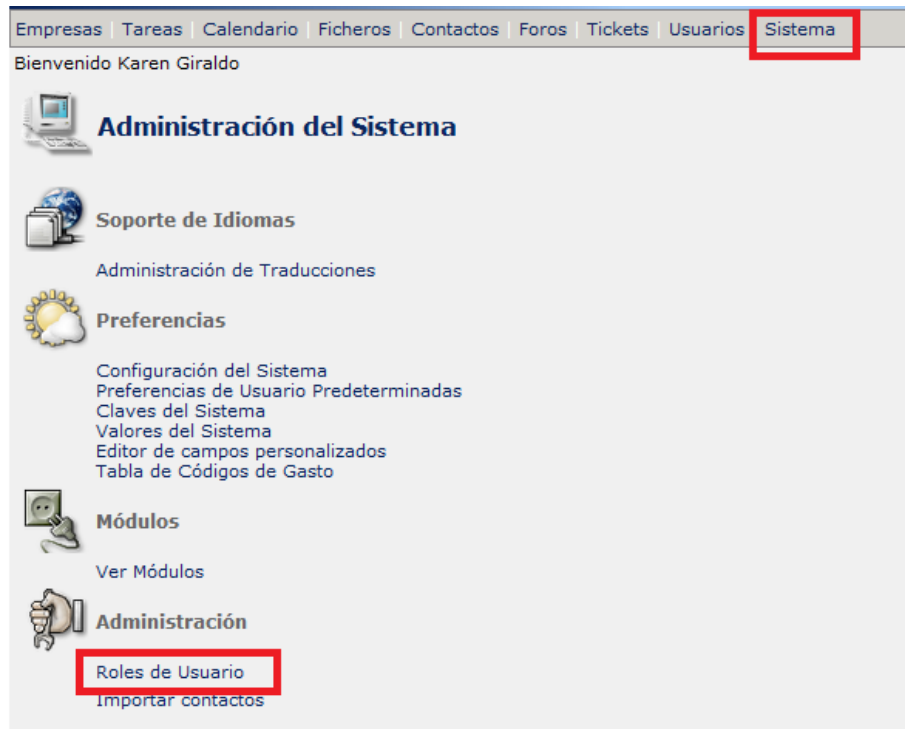 Empresas | Tareas | Calendario | Ficheros | Contactos | Foros | Tickets | Usuarios | Sistema
Bienvenido Karen Giraldo
Administración del Sistema
Soporte de Idiomas
Administración de Traducciones
Preferencias
Configuración del Sistema
Preferencias de Usuario Predeterminadas
Claves del Sistema
Valores del Sistema
Editor de campos personalizados
Tabla de Códigos de Gasto
Módulos
Ver Módulos
Administración
Roles de Usuario
Importar contactos